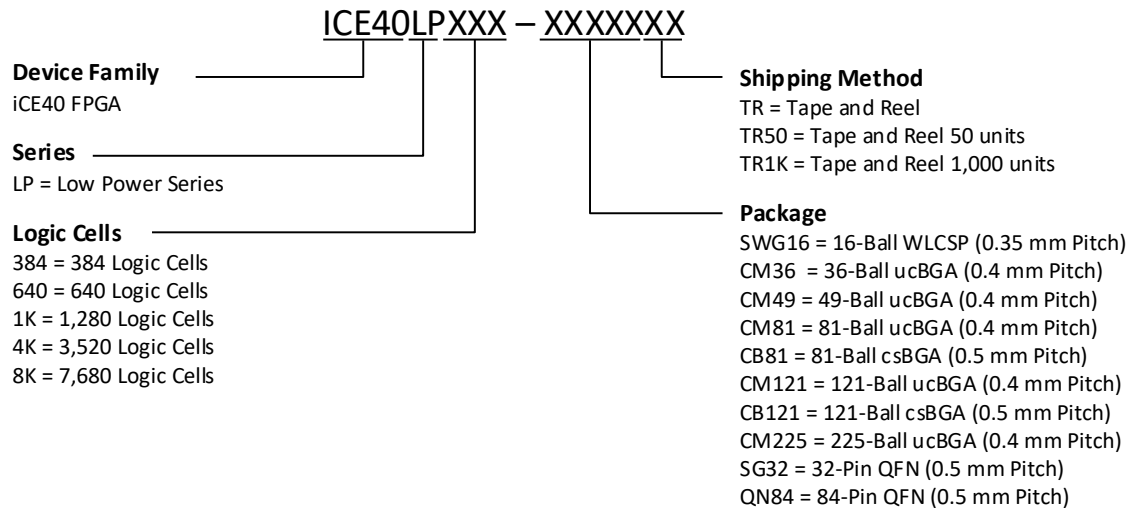 ICE40LPXXX – XXXXXXX
Device Family
iCE40 FPGA
Series
LP = Low Power Series
Logic Cells
384 = 384 Logic Cells
640 = 640 Logic Cells
1K = 1,280 Logic Cells
4K = 3,520 Logic Cells
8K = 7,680 Logic Cells
Shipping Method
TR = Tape and Reel
TR50 = Tape and Reel 50 units
TR1K = Tape and Reel 1,000 units
Package
SWG16 = 16-Ball WLCSP (0.35 mm Pitch)
CM36 = 36-Ball ucBGA (0.4 mm Pitch)
CM49 = 49-Ball ucBGA (0.4 mm Pitch)
CM81 = 81-Ball ucBGA (0.4 mm Pitch)
CB81 = 81-Ball csBGA (0.5 mm Pitch)
CM121 = 121-Ball ucBGA (0.4 mm Pitch)
CB121 = 121-Ball csBGA (0.5 mm Pitch)
CM225 = 225-Ball ucBGA (0.4 mm Pitch)
SG32 = 32-Pin QFN (0.5 mm Pitch)
QN84 = 84-Pin QFN (0.5 mm Pitch)